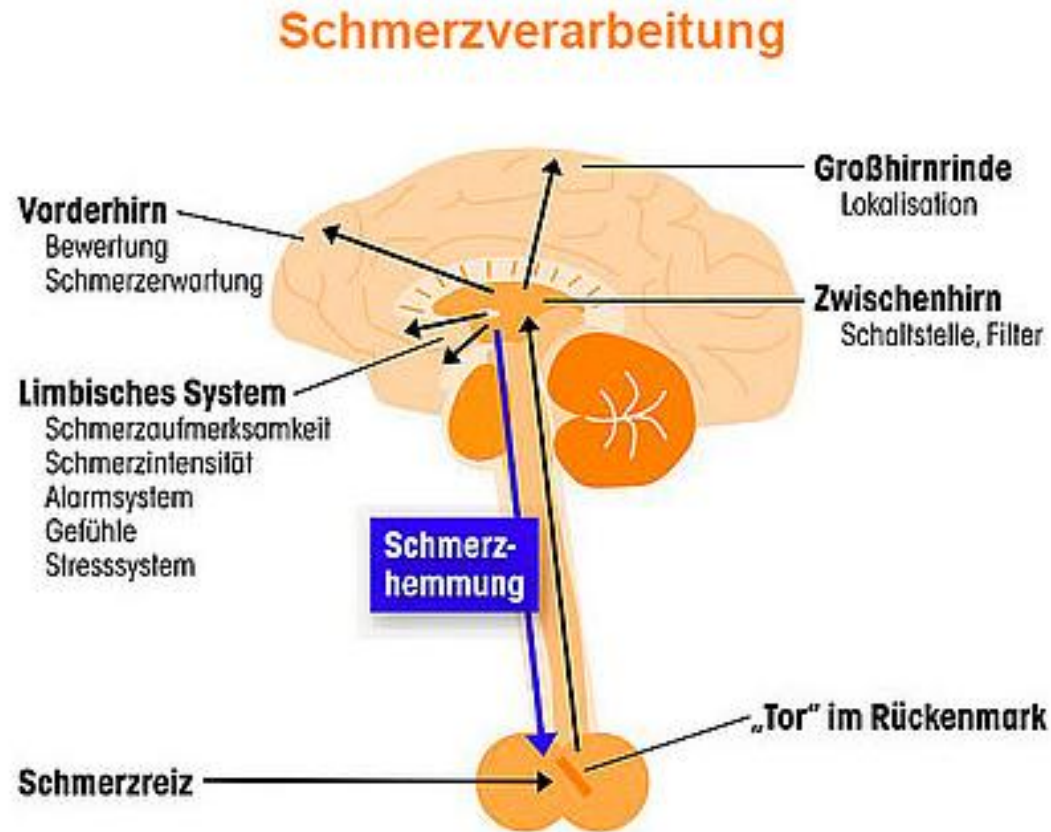 Schmerzverarbeitung
Großhirnrinde
Lokalisation
Vorderhirn
Bewertung
Schmerzerwartung
Zwischenhirn
Schaltstelle, Filter
Limbisches System
Schmerzaufmerksamkeit
Schmerzintensität
Alarmsystem
Gefühle
Stresssystem
Schmerz-
hemmung
„Tor“ im Rückenmark
Schmerzreiz